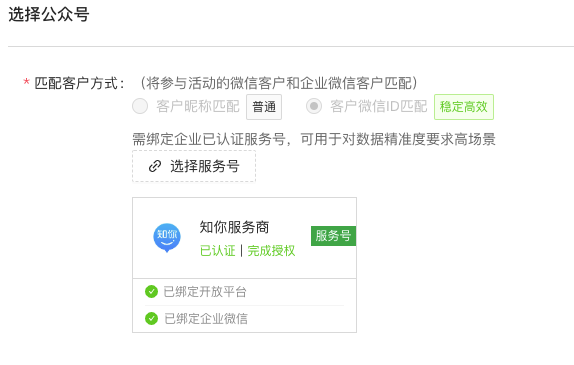 选择公众号
* 匹配客户方式： （将参与活动的微信客户和企业微信客户匹配）
客户昵称匹配 普通 客户微信ID匹配 稳定高效
需绑定企业已认证服务号，可用于对数据精准度要求高场景
选择服务号
知你
知你服务商
已认证 | 完成授权 服务号
已绑定开放平台
已绑定企业微信